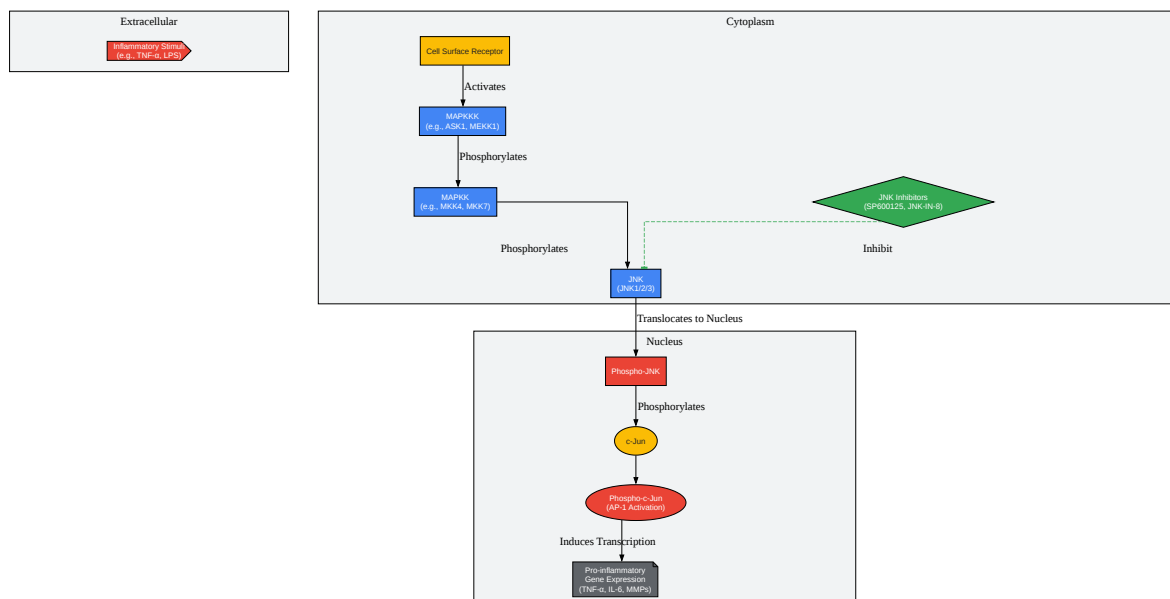 Extracellular
Inflammatory Stimuli
(e.g., TNF-α, LPS)
Cytoplasm
Cell Surface Receptor
Activates
MAPKKK
(e.g., ASK1, MEKK1)
Phosphorylates
MAPKK
(e.g., MKK4, MKK7)
JNK Inhibitors
(SP600125, JNK-IN-8)
Phosphorylates
Inhibit
JNK
(JNK1/2/3)
Translocates to Nucleus
Nucleus
Phospho-JNK
Phosphorylates
c-Jun
Phospho-c-Jun
(AP-1 Activation)
Induces Transcription
Pro-inflammatory
Gene Expression
(TNF-α, IL-6, MMPs)